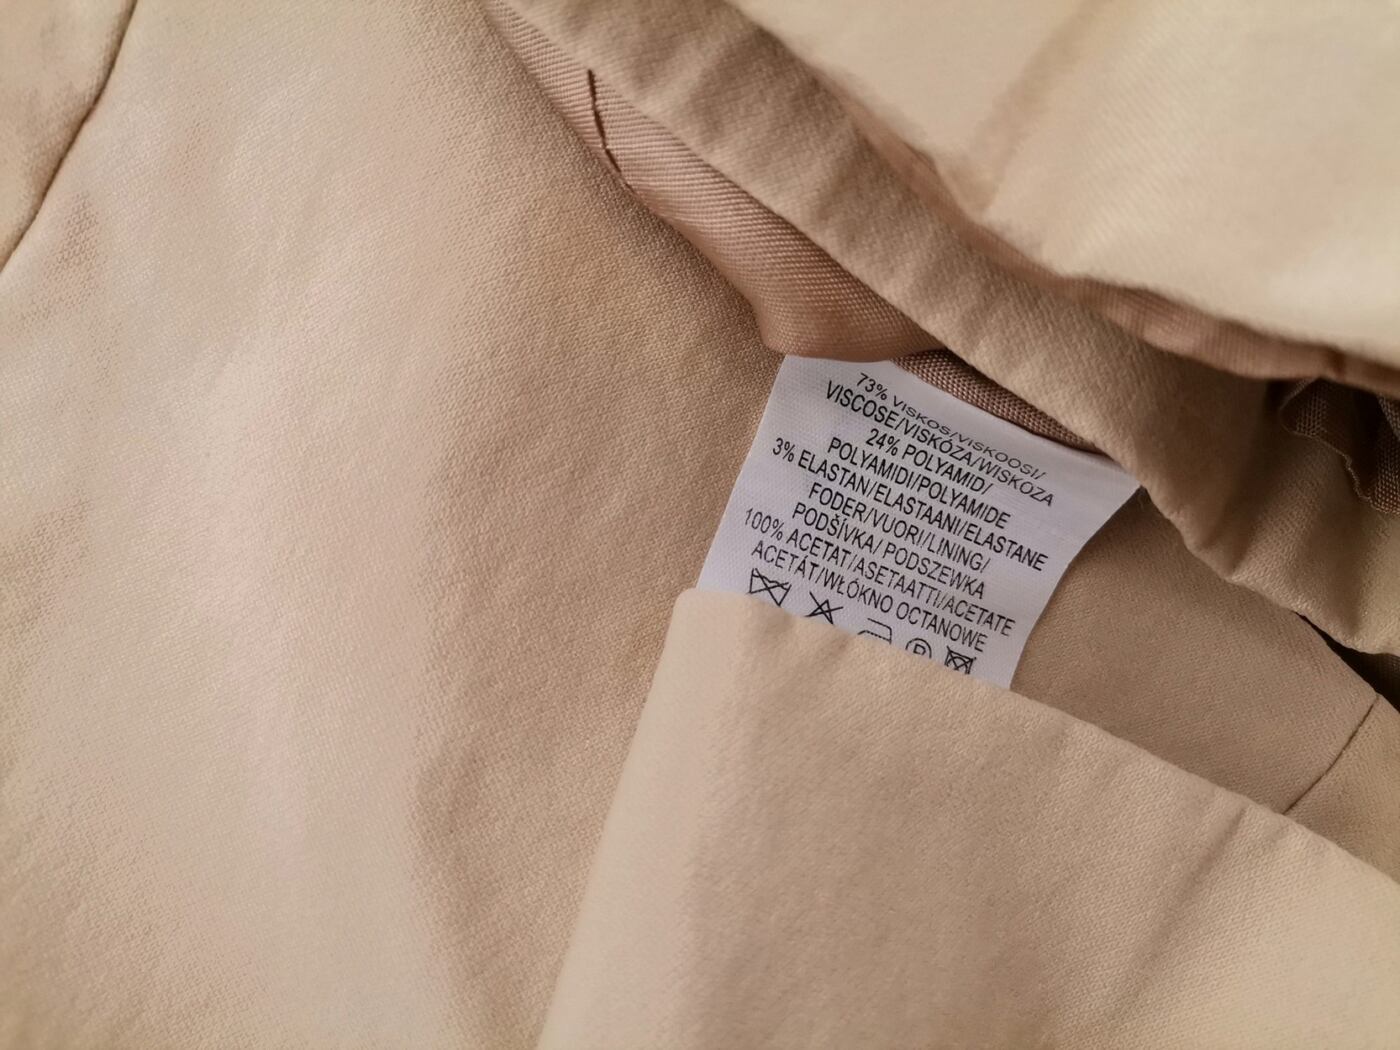 73% VISKOS/VISKOOSI/
VISCOSE/VISKÓZA/WISKOZA
24% POLYAMID/
POLYAMIDI/POLYAMIDE
3% ELASTAN/ELASTAANI/ELASTANE
FODER/VUORI/LINING/
PODŠÍVKA/ PODSZEWKA
100% ACETAT/ASETAATTI/ACETATE
ACETÁT/WŁÓKNO OCTANOWE
P